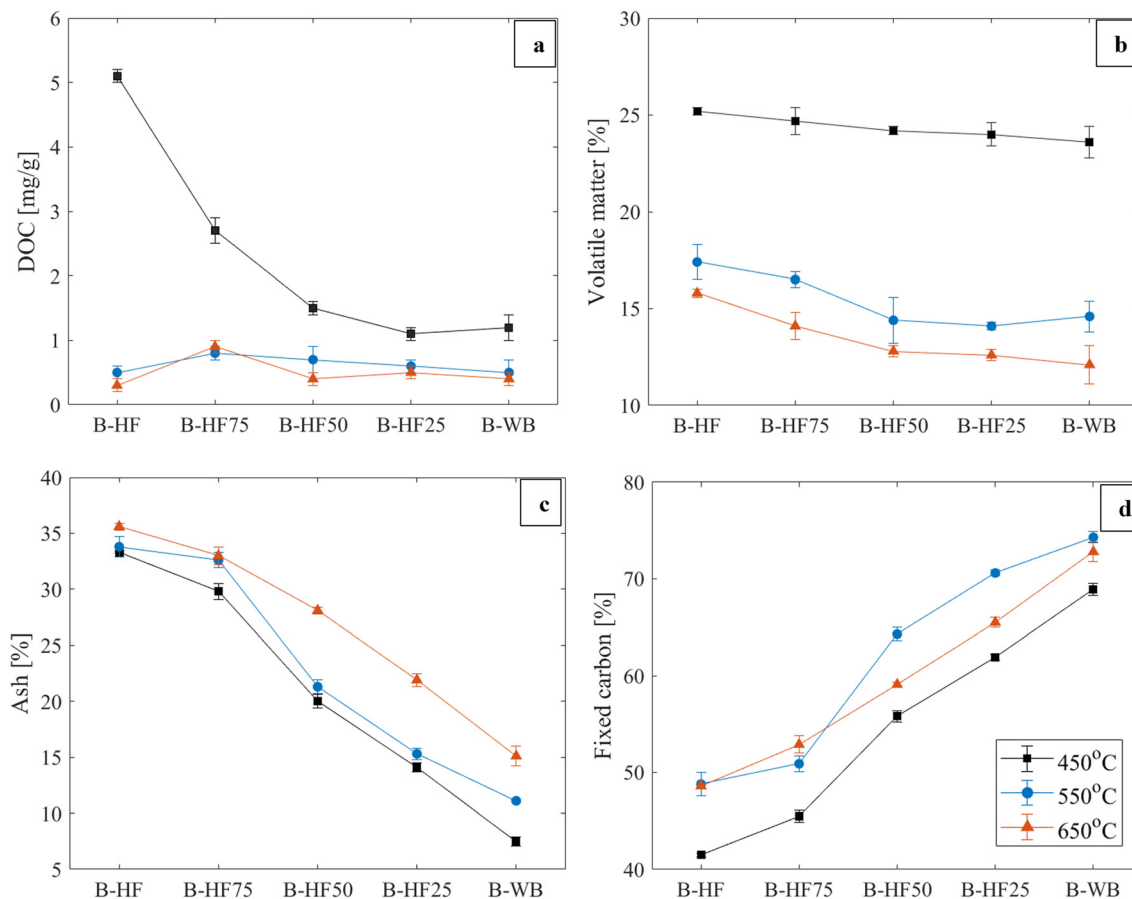 a
6
5
4
3
2
1
0
DOC [mg/g]
B-HF B-HF75 B-HF50 B-HF25 B-WB
b
30
25
20
15
10
Volatile matter [%]
B-HF B-HF75 B-HF50 B-HF25 B-WB
c
40
35
30
25
20
15
10
5
Ash [%]
B-HF B-HF75 B-HF50 B-HF25 B-WB
d
80
70
60
50
40
Fixed carbon [%]
450°C
550°C
650°C
B-HF B-HF75 B-HF50 B-HF25 B-WB